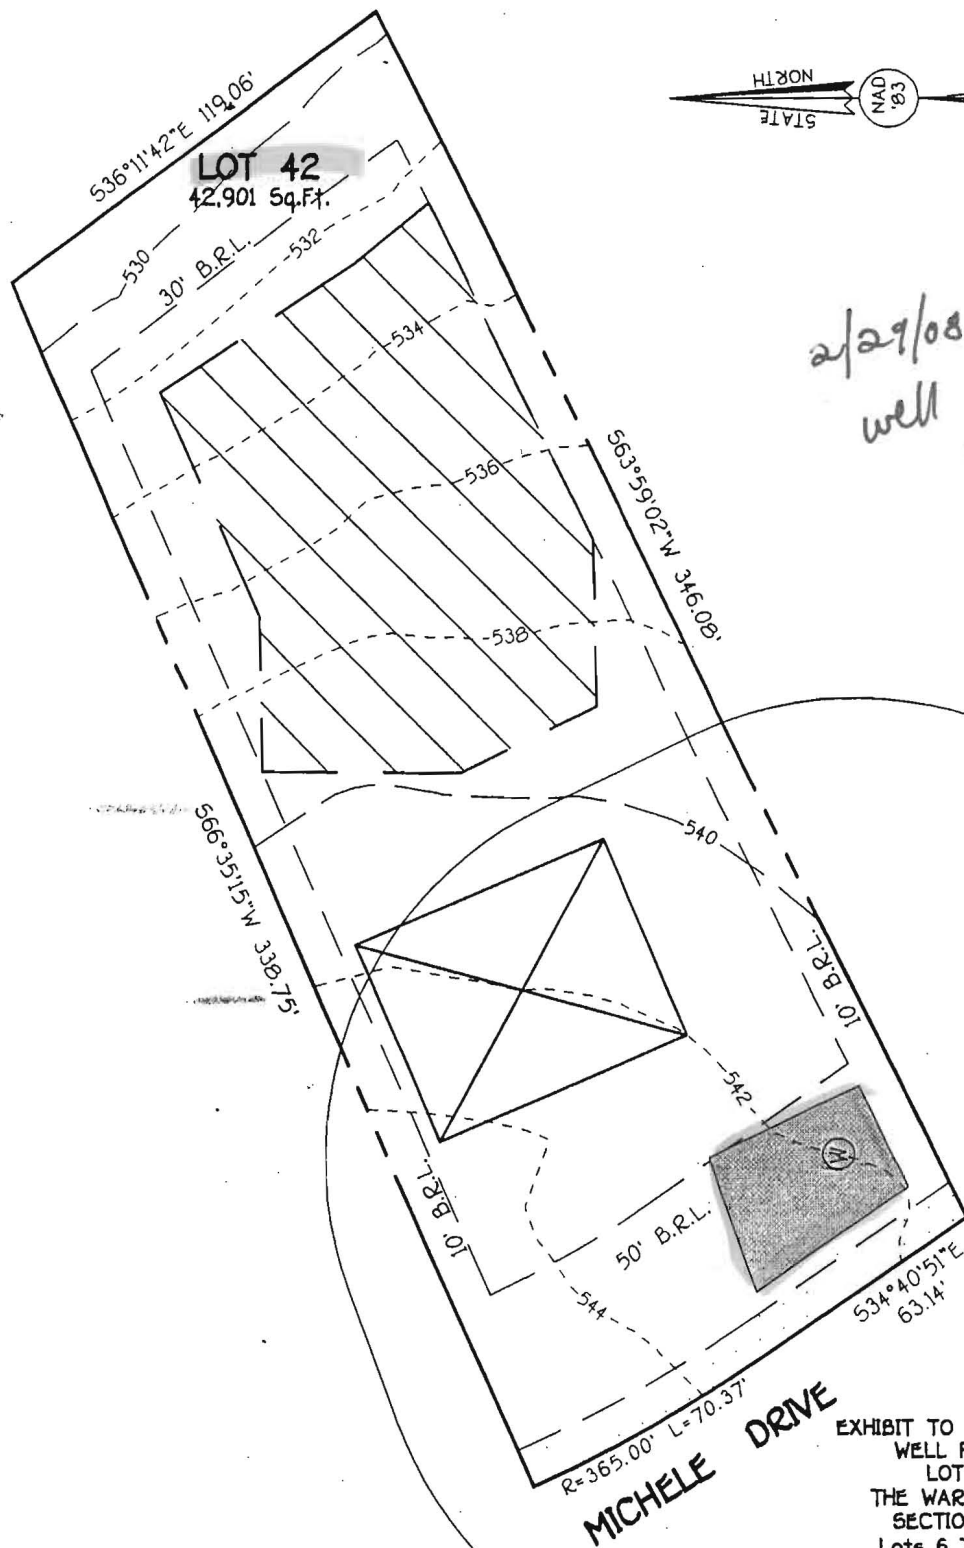 STATE
NORTH
NAD
'83
S36°11'42"E 119.06'
LOT 42
42,901 Sq.Ft.
530
30' B.R.L.
532
534
2/29/08
well
536
S63°59'02"W 346.08'
538
540
S66°35'15"W 338.75'
10' B.R.L.
542
W
10' B.R.L.
50' B.R.L.
544
S34°40'51"E
63.14'
R=365.00' L=70.37'
MICHELE DRIVE
EXHIBIT TO
WELL
LOT
THE WAR
SECTIO
Lots 6